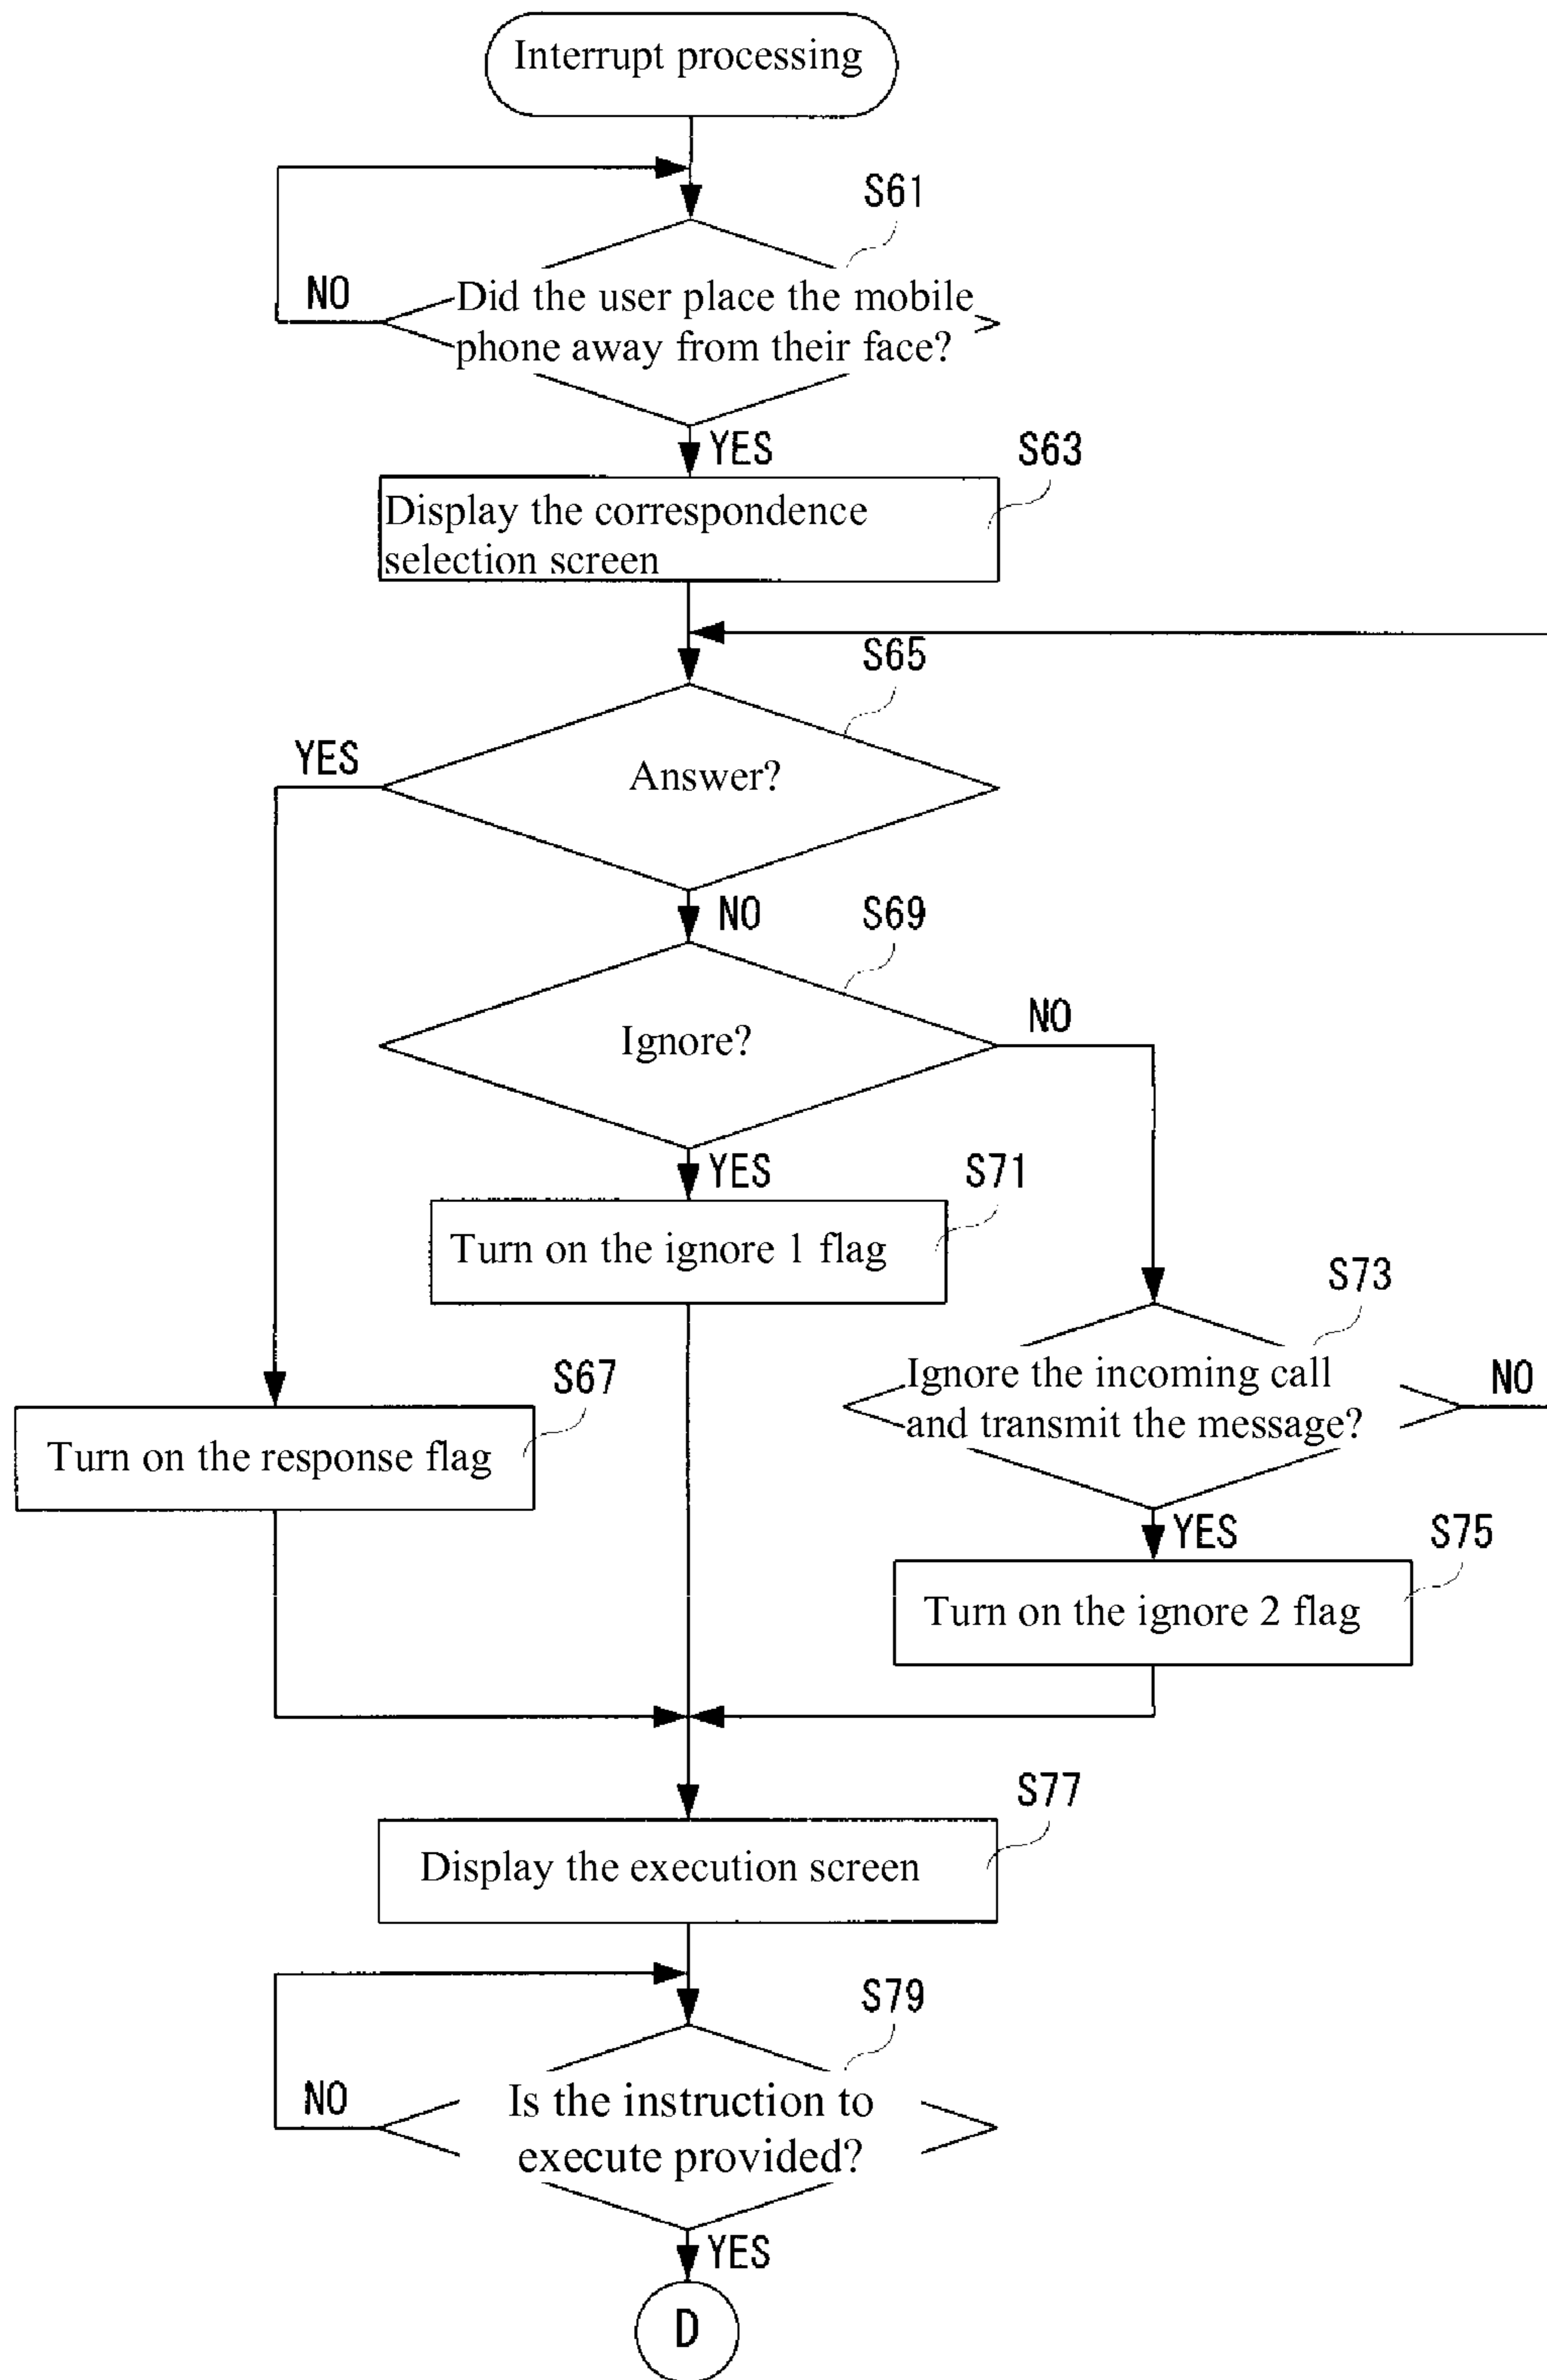 Interrupt processing
S61
Did the user place the mobile
phone away from their face?
NO
YES
S63
Display the correspondence
selection screen
S65
YES
Answer?
NO
S69
Ignore?
NO
YES
S71
Turn on the ignore 1 flag
S73
Ignore the incoming call
and transmit the message?
NO
S67
Turn on the response flag
YES
S75
Turn on the ignore 2 flag
S77
Display the execution screen
S79
Is the instruction to
execute provided?
NO
YES
D